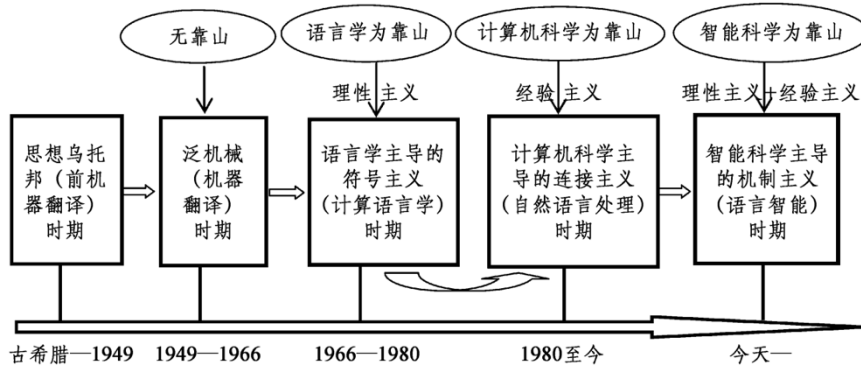 无靠山
语言学为靠山
计算机科学为靠山
智能科学为靠山
理性主义
经验主义
理性主义+经验主义
思想乌托
邦（前机
器翻译）
时期
泛机械
（机器
翻译）
时期
语言学主导的
符号主义
（计算语言学）
时期
计算机科学主
导的连接主义
（自然语言处理）
时期
智能科学主导
的机制主义
（语言智能）
时期
古希腊—1949
1949—1966
1966—1980
1980至今
今天—